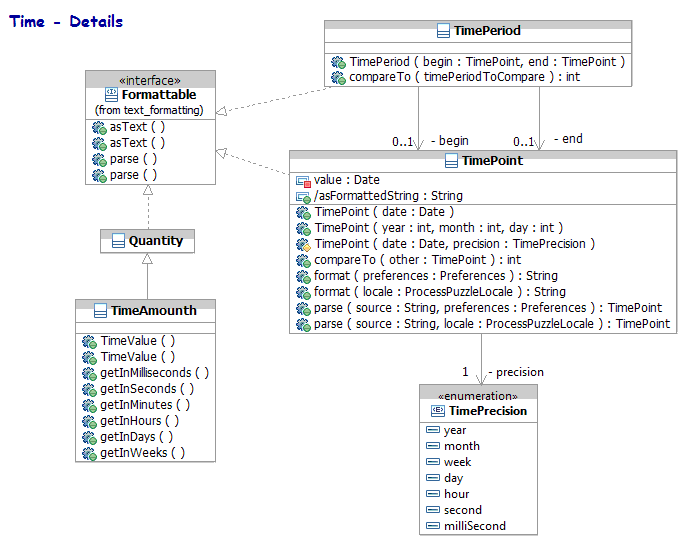 Time - Details
TimePeriod
TimePeriod ( begin : TimePoint, end : TimePoint )
compareTo ( timePeriodToCompare ) : int
«interface»
Formattable
(from text_formatting)
asText ( )
asText ( )
parse ( )
parse ( )
0..1
- begin
0..1
- end
TimePoint
value : Date
/asFormattedString : String
TimePoint ( date : Date )
TimePoint ( year : int, month : int, day : int )
TimePoint ( date : Date, precision : TimePrecision )
compareTo ( other : TimePoint ) : int
format ( preferences : Preferences ) : String
format ( locale : ProcessPuzzleLocale ) : String
parse ( source : String, preferences : Preferences ) : TimePoint
parse ( source : String, locale : ProcessPuzzleLocale ) : TimePoint
Quantity
TimeAmounth
TimeValue ( )
TimeValue ( )
getInMilliseconds ( )
getInSeconds ( )
getInMinutes ( )
getInHours ( )
getInDays ( )
getInWeeks ( )
1
- precision
«enumeration»
TimePrecision
year
month
week
day
hour
second
milliSecond